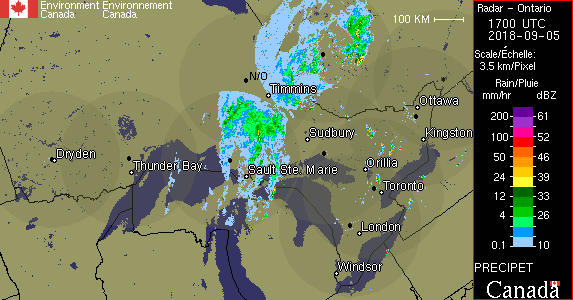 Environment Environnement
Canada Canada
100 KM
N/O
Timmins
Ottawa
Sudbury
Kingston
Dryden
Thunder Bay
Sault Ste. Marie
Orillia
Toronto
London
Windsor
Radar - Ontario
1700 UTC
2018-09-05
Scale/Échelle:
3.5 km/Pixel
Rain/Pluie
mm/hr dBZ
200 61
100 52
50 46
24 39
12 33
4 26
0.1 10
PRECIPET
Canada